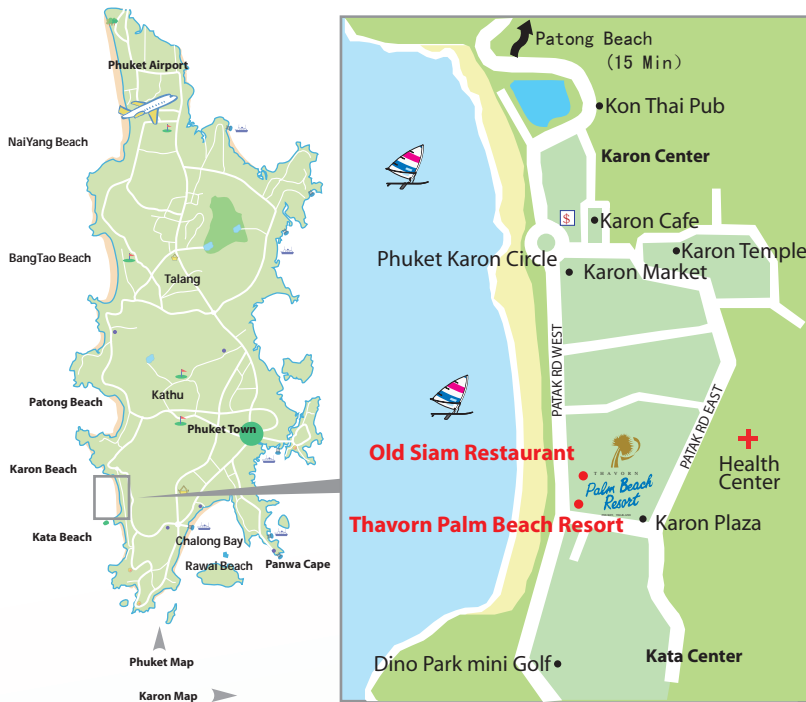 Phuket Airport
NaiYang Beach
BangTao Beach
Talang
Kathu
Patong Beach
Phuket Town
Karon Beach
Kata Beach
Chalong Bay
Rawai Beach
Panwa Cape
Phuket Map
Karon Map
Patong Beach
(15 Min)
Kon Thai Pub
Karon Center
$
Karon Cafe
Phuket Karon Circle
Karon Temple
Karon Market
PATAK RD WEST
PATAK RD EAST
Old Siam Restaurant
THAVORN
Palm Beach
Resort
Health
Center
Thavorn Palm Beach Resort
Karon Plaza
Dino Park mini Golf
Kata Center